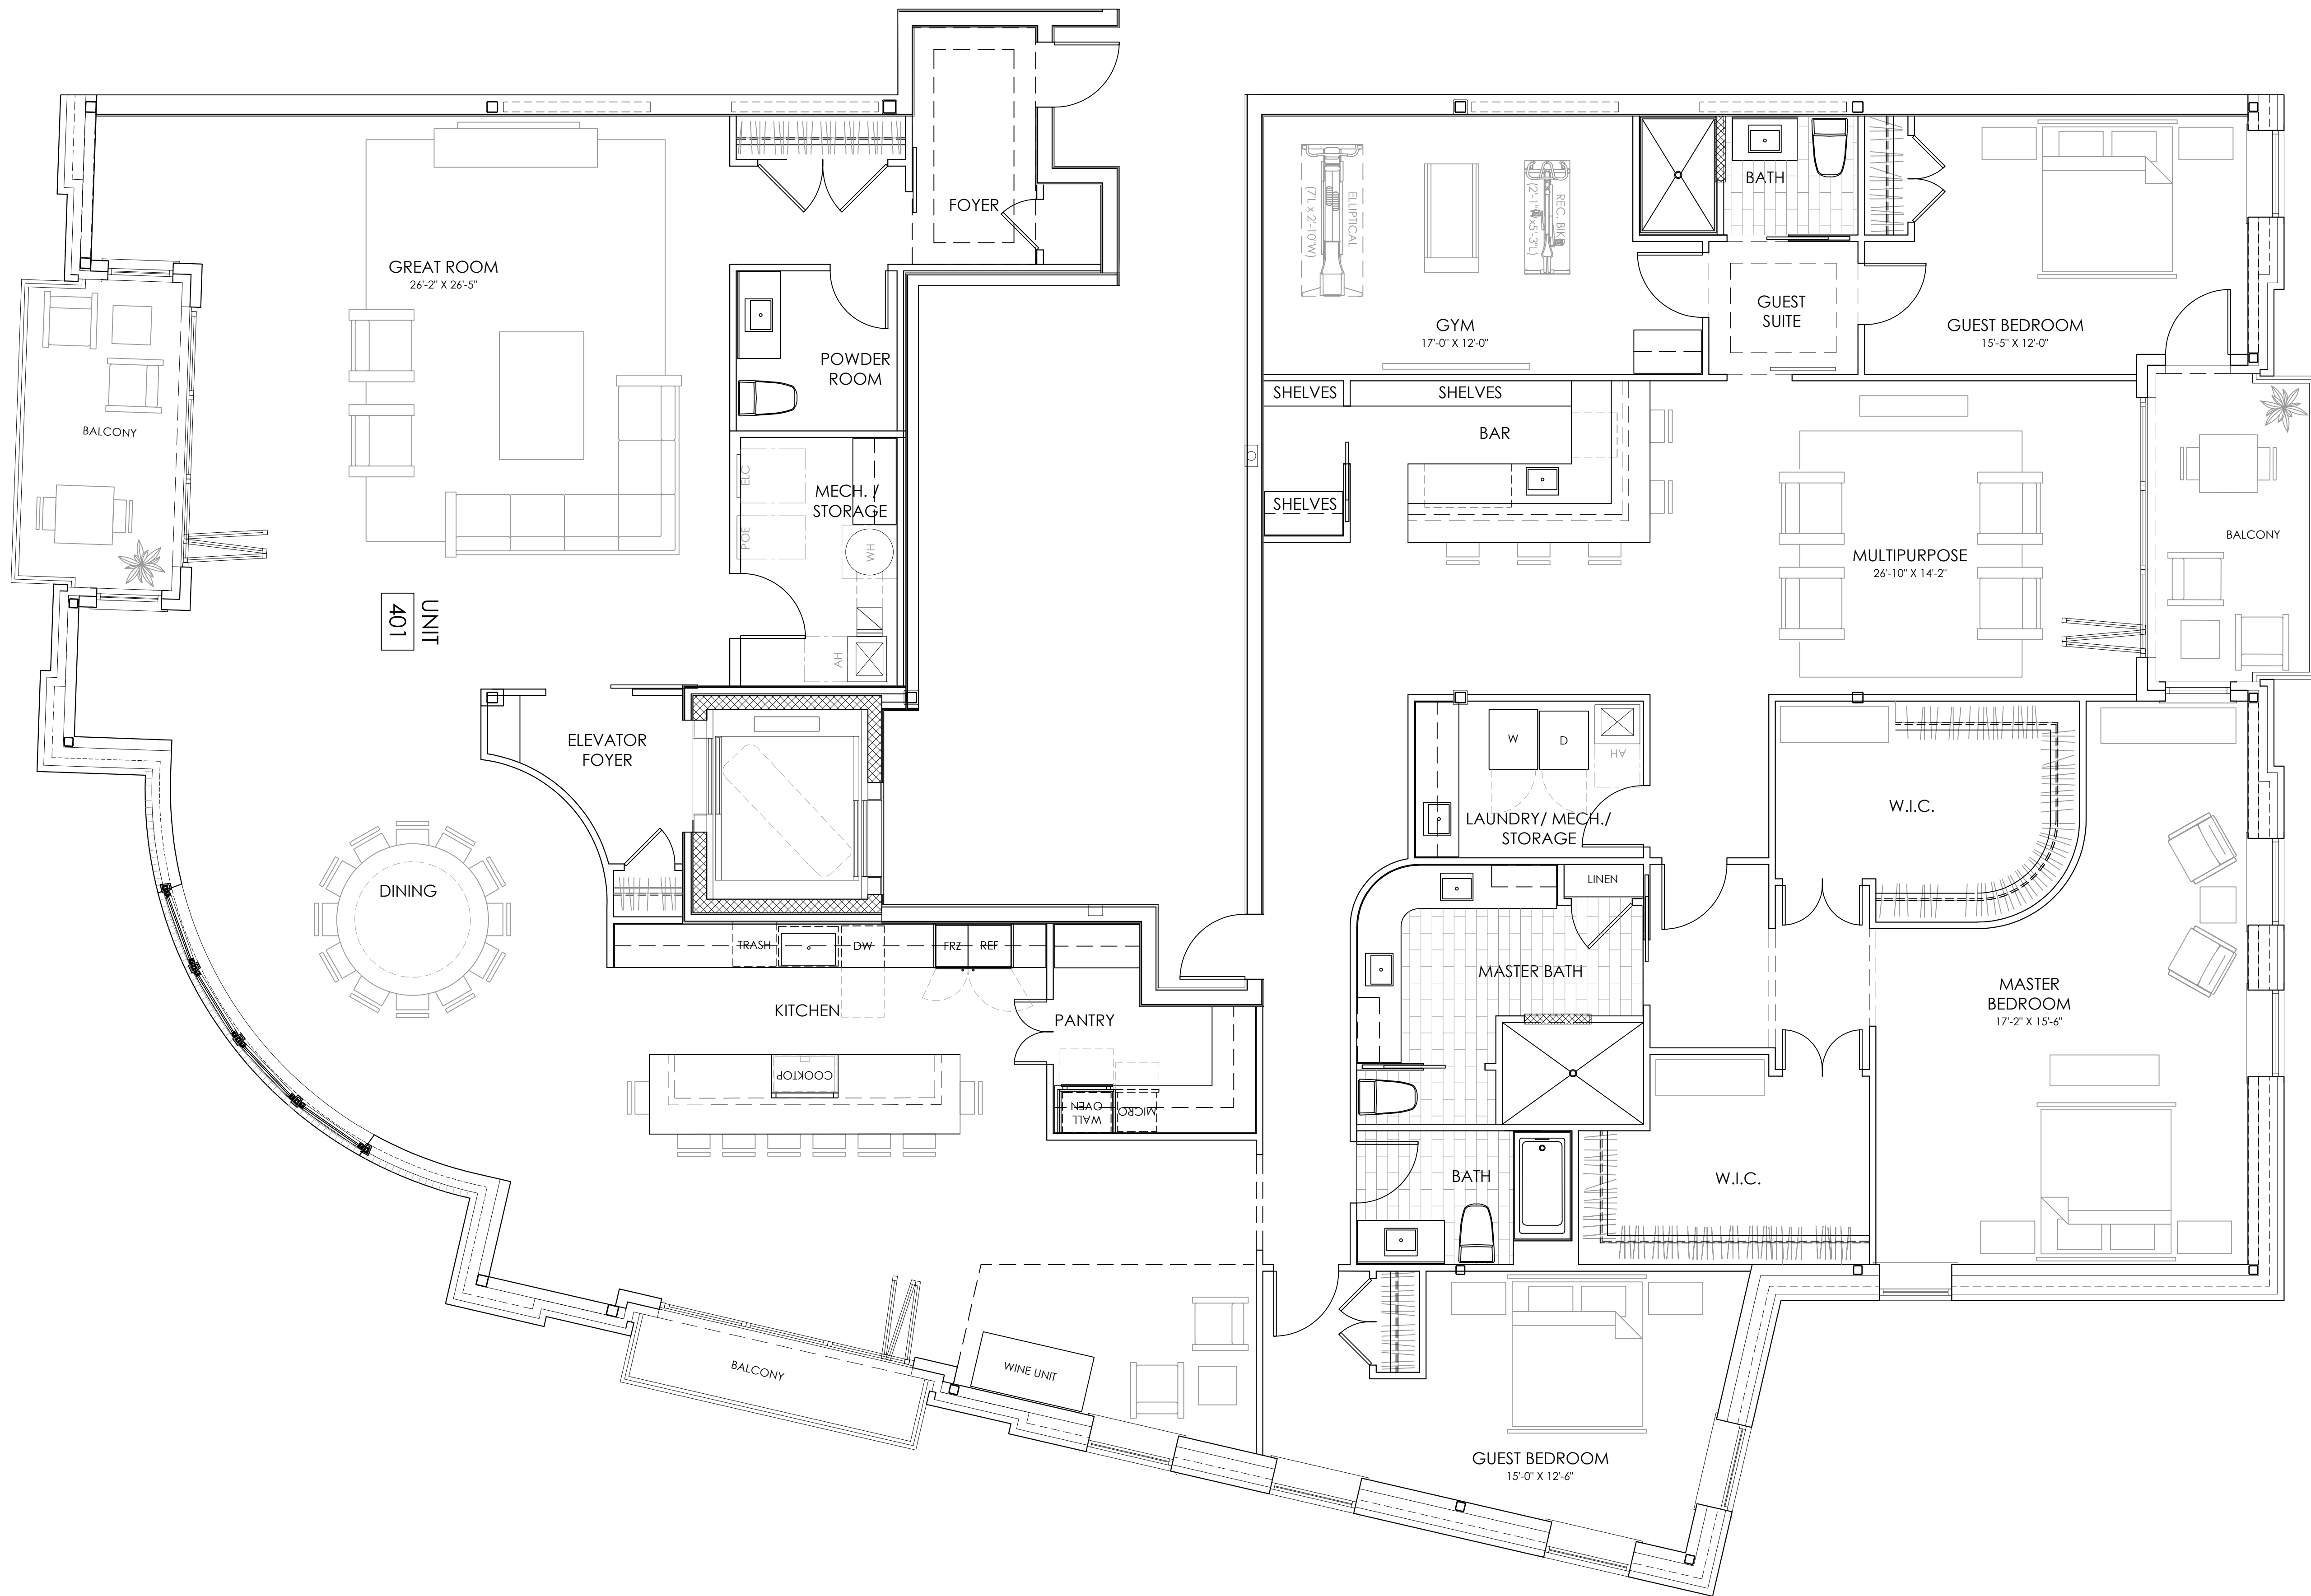 FOYER
GREAT ROOM
26'-2" X 26'-5"
BALCONY
POWDER
ROOM
ELC
POE
MECH. /
STORAGE
WH
AH
UNIT
401
ELEVATOR
FOYER
DINING
TRASH
DW
FRZ
REF
KITCHEN
PANTRY
COOKTOP
WALL
OVEN
MICRO
BALCONY
WINE UNIT
ELLIPTICAL
(7'L x 2'-10"W)
REC. BIKE
GYM
17'-0" X 12'-0"
BATH
GUEST
SUITE
GUEST BEDROOM
15'-5" X 12'-0"
SHELVES
SHELVES
BAR
SHELVES
MULTIPURPOSE
26'-10" X 14'-2"
BALCONY
W
D
AH
LAUNDRY/ MECH./
STORAGE
W.I.C.
LINEN
MASTER BATH
MASTER
BEDROOM
17'-2" X 15'-6"
BATH
W.I.C.
GUEST BEDROOM
15'-0" X 12'-6"